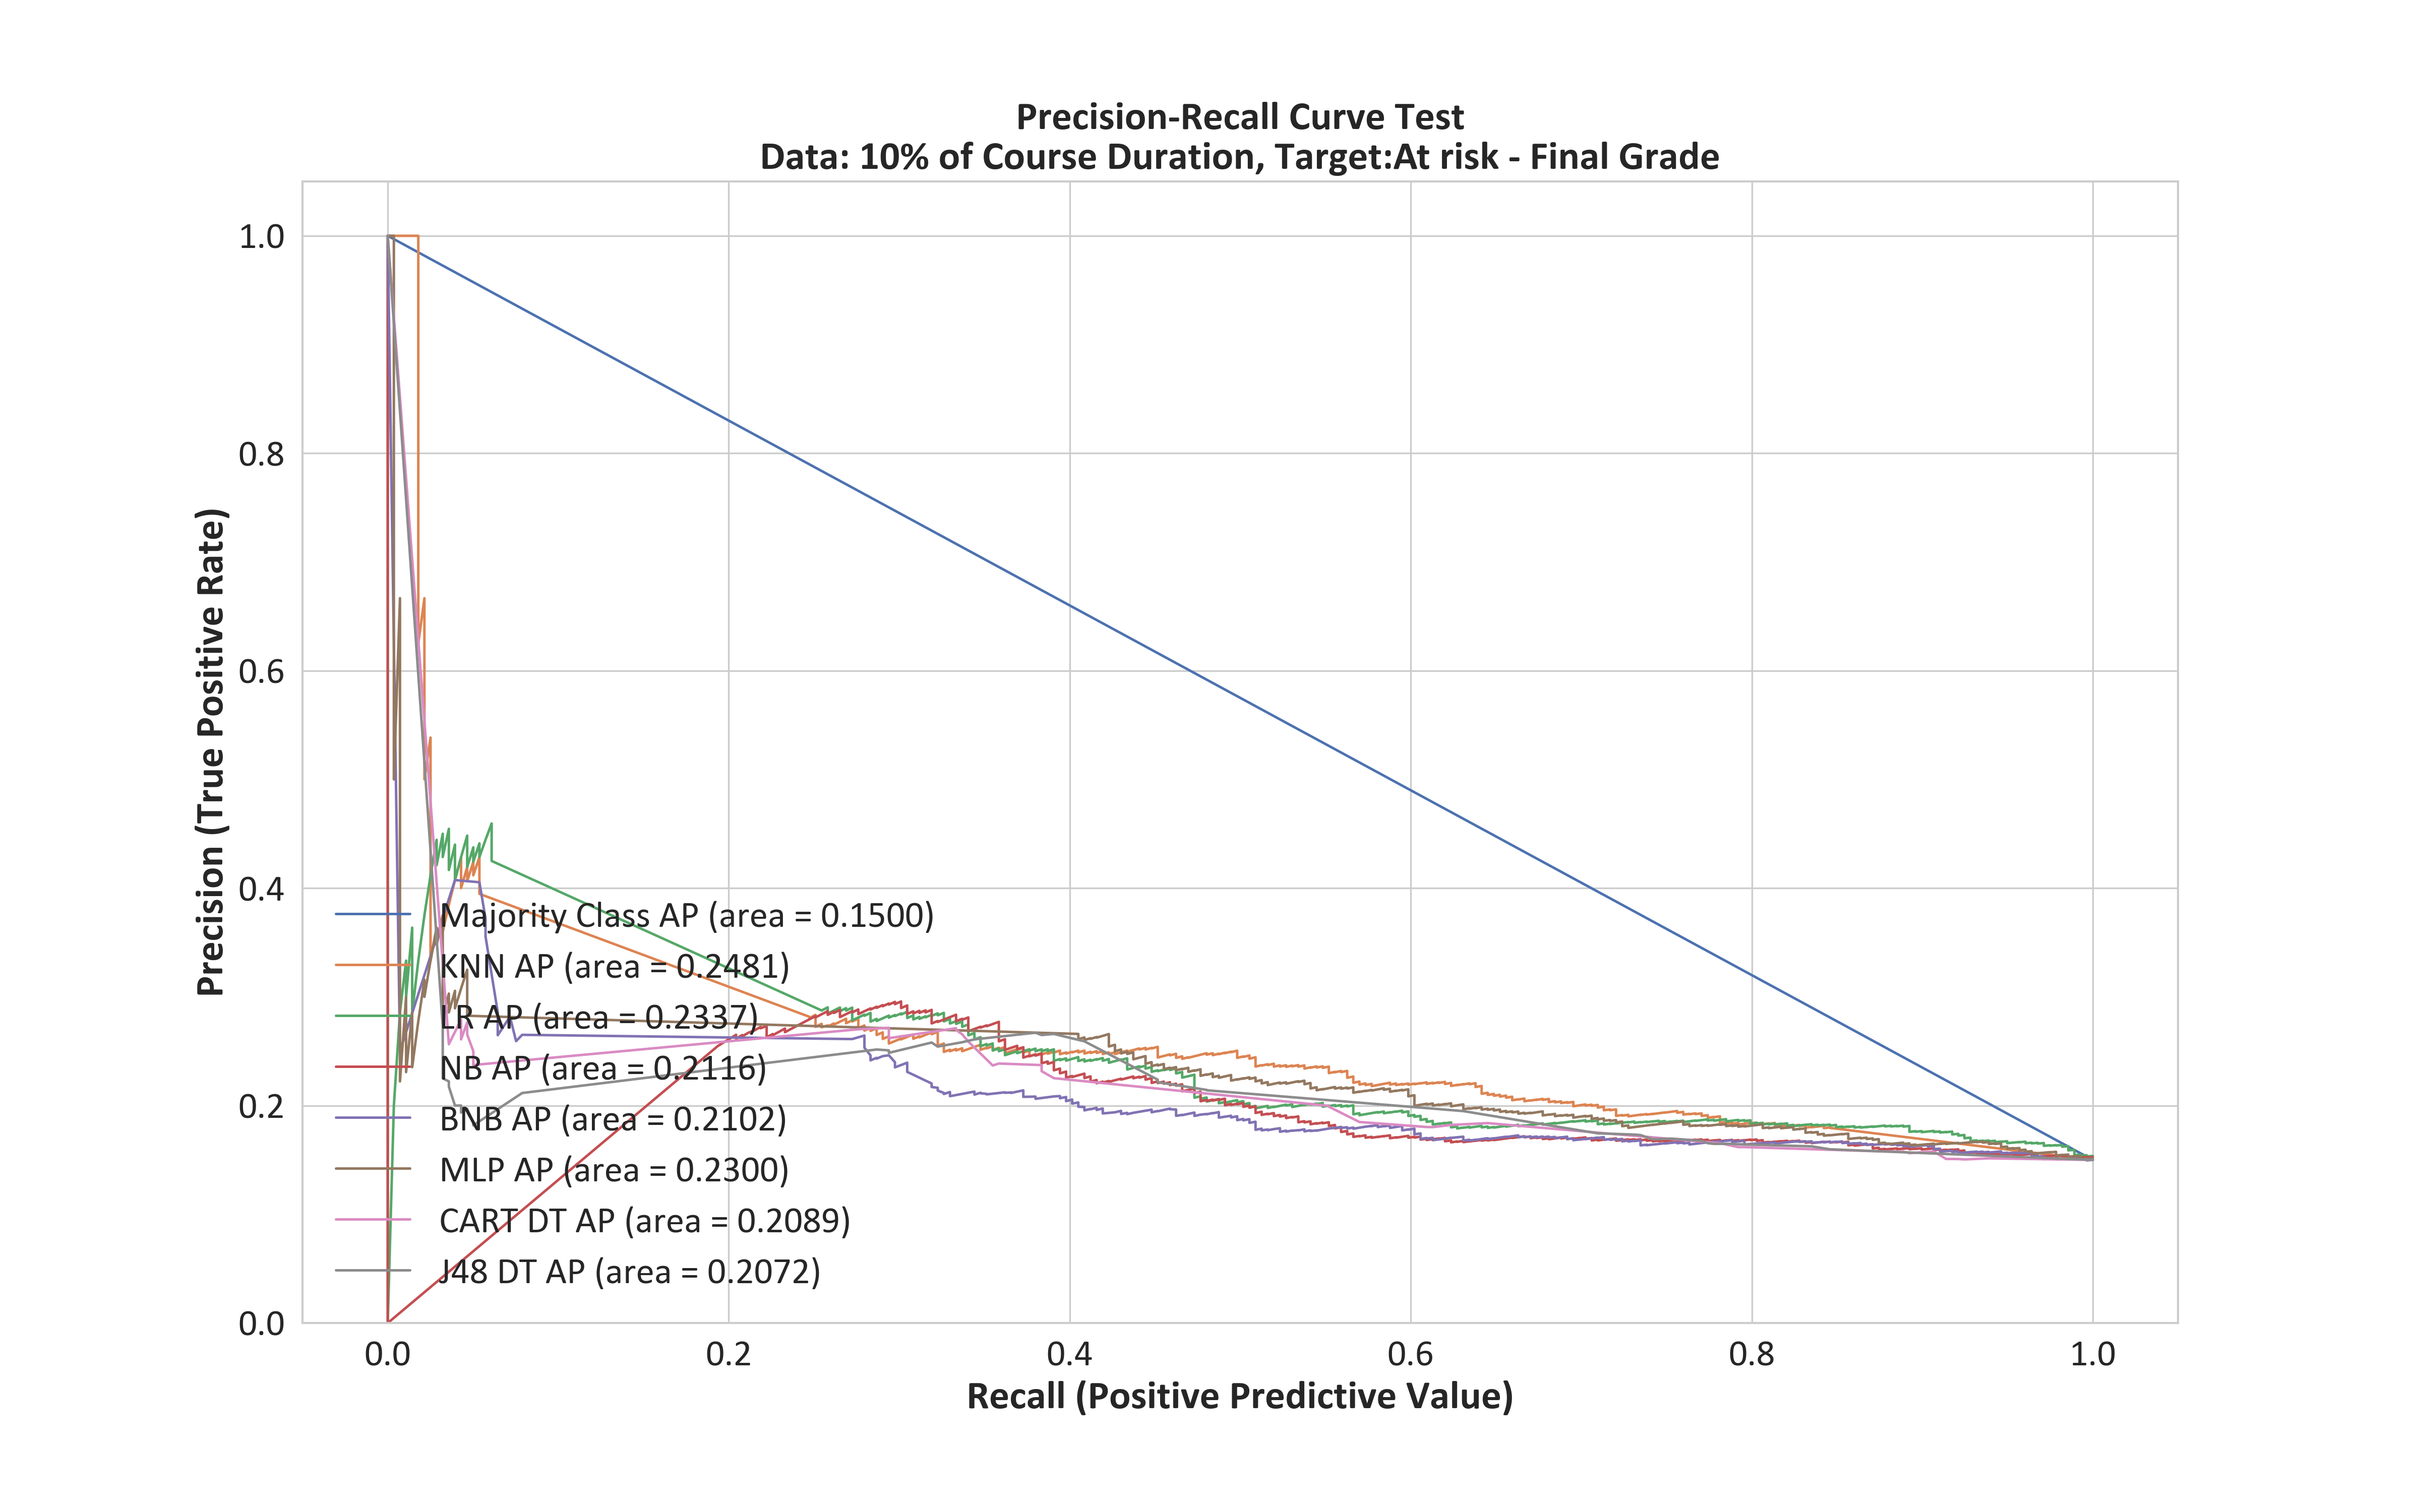 Precision-Recall Curve Test
Data: 10% of Course Duration, Target:At risk - Final Grade
Precision (True Positive Rate)
1.0
0.8
0.6
0.4
0.2
0.0
Majority Class AP (area = 0.1500)
KNN AP (area = 0.2481)
LR AP (area = 0.2337)
NB AP (area = 0.2116)
BNB AP (area = 0.2102)
MLP AP (area = 0.2300)
CART DT AP (area = 0.2089)
J48 DT AP (area = 0.2072)
0.0 0.2 0.4 0.6 0.8 1.0
Recall (Positive Predictive Value)